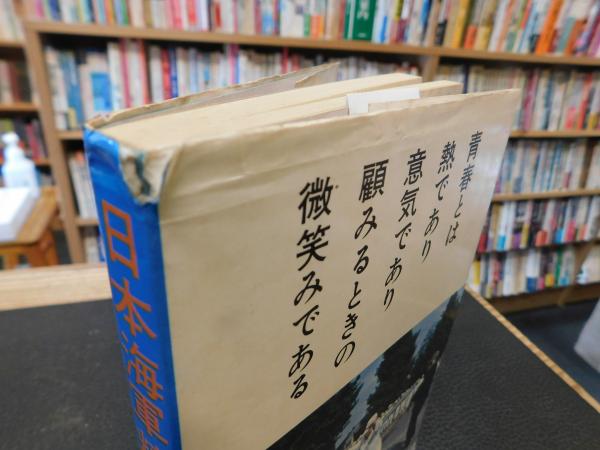 青春とは
熱であり
意気であり
顧みるときの
微笑みである
日本海軍